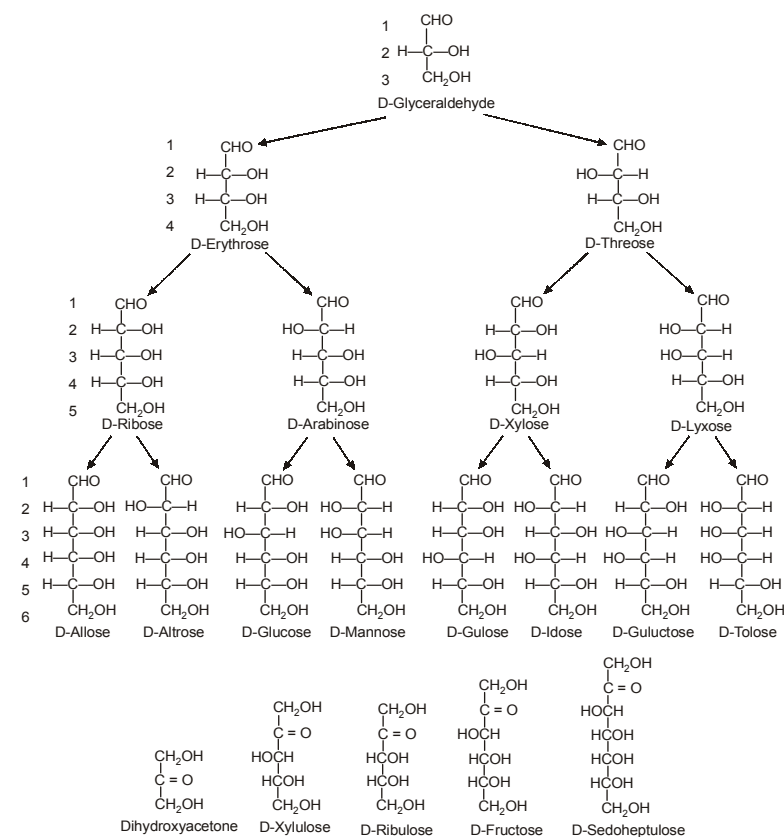 1 CHO
2 H—C—OH
3 CH₂OH
D-Glyceraldehyde
1 CHO CHO
2 H—C—OH HO—C—H
3 H—C—OH H—C—OH
4 CH₂OH CH₂OH
D-Erythrose D-Threose
1 CHO CHO CHO CHO
2 H—C—OH HO—C—H H—C—OH HO—C—H
3 H—C—OH H—C—OH HO—C—H HO—C—H
4 H—C—OH H—C—OH H—C—OH H—C—OH
5 CH₂OH CH₂OH CH₂OH CH₂OH
D-Ribose D-Arabinose D-Xylose D-Lyxose
1 CHO CHO CHO CHO CHO CHO CHO CHO
2 H—C—OH HO—C—H H—C—OH HO—C—H H—C—OH HO—C—H H—C—OH HO—C—H
3 H—C—OH H—C—OH HO—C—H HO—C—H H—C—OH H—C—OH HO—C—H HO—C—H
4 H—C—OH H—C—OH H—C—OH H—C—OH HO—C—H HO—C—H HO—C—H HO—C—H
5 H—C—OH H—C—OH H—C—OH H—C—OH H—C—OH H—C—OH H—C—OH H—C—OH
6 CH₂OH CH₂OH CH₂OH CH₂OH CH₂OH CH₂OH CH₂OH CH₂OH
D-Allose D-Altrose D-Glucose D-Mannose D-Gulose D-Idose D-Guluctose D-Tolose
CH₂OH
CH₂OH C = O
CH₂OH CH₂OH C = O HOCH
C = O C = O HOCH HCOH
CH₂OH HOCH HCOH HCOH HCOH
C = O HCOH HCOH HCOH HCOH
CH₂OH CH₂OH CH₂OH CH₂OH CH₂OH
Dihydroxyacetone D-Xylulose D-Ribulose D-Fructose D-Sedoheptulose